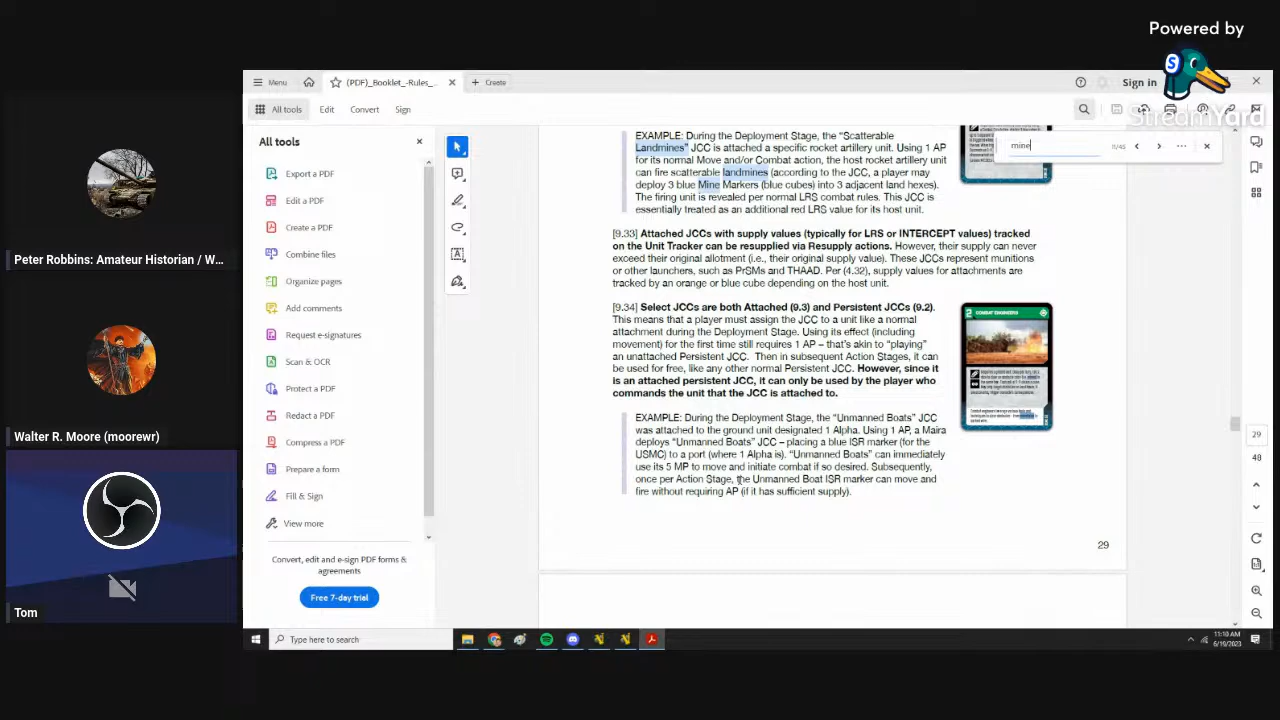 Powered by
StreamYard
Menu
(PDF)_Booklet_-Rules_...
Create
Sign in
All tools
Edit
Convert
Sign
All tools
Export a PDF
Edit a PDF
Create a PDF
Combine files
Organize pages
Add comments
Request e-signatures
Scan & OCR
Protect a PDF
Redact a PDF
Compress a PDF
Prepare a form
Fill & Sign
View more
Convert, edit and e-sign PDF forms &
agreements
Free 7-day trial
mine
11/45
EXAMPLE: During the Deployment Stage, the “Scatterable
Landmines” JCC is attached a specific rocket artillery unit. Using 1 AP
for its normal Move and/or Combat action, the host rocket artillery unit
can fire scatterable landmines (according to the JCC, a player may
deploy 3 blue Mine Markers (blue cubes) into 3 adjacent land hexes).
The firing unit is revealed per normal LRS combat rules. This JCC is
essentially treated as an additional red LRS value for its host unit.
[9.33] Attached JCCs with supply values (typically for LRS or INTERCEPT values) tracked
on the Unit Tracker can be resupplied via Resupply actions. However, their supply can never
exceed their original allotment (i.e., their original supply value). These JCCs represent munitions
or other launchers, such as PrSMs and THAAD. Per (4.32), supply values for attachments are
tracked by an orange or blue cube depending on the host unit.
[9.34] Select JCCs are both Attached (9.3) and Persistent JCCs (9.2).
This means that a player must assign the JCC to a unit like a normal
attachment during the Deployment Stage. Using its effect (including
movement) for the first time still requires 1 AP – that’s akin to “playing”
an unattached Persistent JCC. Then in subsequent Action Stages, it can
be used for free, like any other normal Persistent JCC. However, since it
is an attached persistent JCC, it can only be used by the player who
commands the unit that the JCC is attached to.
2 COMBAT ENGINEERS
EXAMPLE: During the Deployment Stage, the “Unmanned Boats” JCC
was attached to the ground unit designated 1 Alpha. Using 1 AP, a Maira
deploys “Unmanned Boats” JCC – placing a blue ISR marker (for the
USMC) to a port (where 1 Alpha is). “Unmanned Boats” can immediately
use its 5 MP to move and initiate combat if so desired. Subsequently,
once per Action Stage, the Unmanned Boat ISR marker can move and
fire without requiring AP (if it has sufficient supply).
29
29
48
Peter Robbins: Amateur Historian / W...
Walter R. Moore (moorewr)
Tom
Type here to search
11:10 AM
6/19/2023